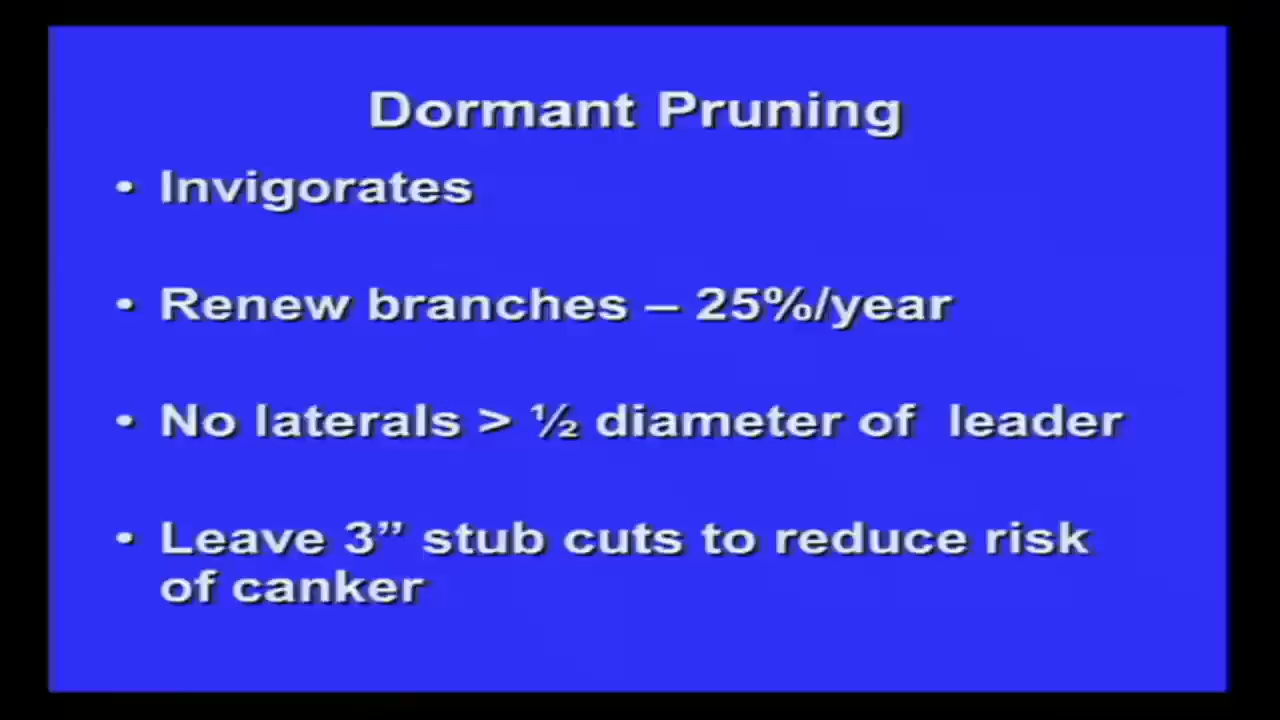 Dormant Pruning
• Invigorates
• Renew branches – 25%/year
• No laterals > ½ diameter of  leader
• Leave 3” stub cuts to reduce risk
of canker